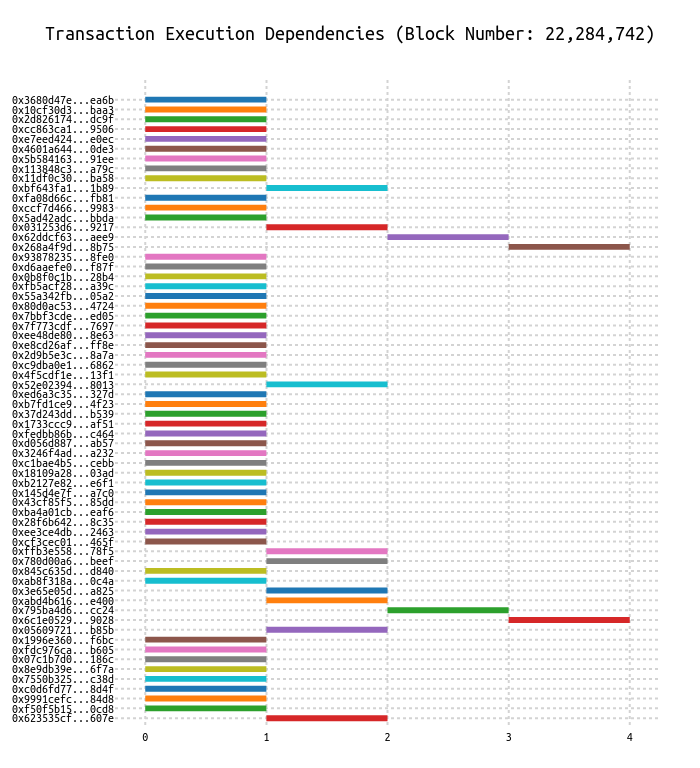 Transaction Execution Dependencies (Block Number: 22,284,742)
0x3680d47e...ea6b
0x10cf30d3...baa3
0x2d826174...dc9f
0xcc863ca1...9506
0xe7eed424...e0ec
0x4601a644...0de3
0x5b584163...91ee
0x113848c3...a79c
0x11df0c30...ba58
0xbf643fa1...1b89
0xfa08d66c...fb81
0xccf7d466...9983
0x5ad42adc...bbda
0x031253d6...9217
0x62ddcf63...aee9
0x268a4f9d...8b75
0x93878235...8fe0
0xd6aaefe0...f87f
0x0b8f0c1b...28b4
0xfb5acf28...a39c
0x55a342fb...05a2
0x80d0ac53...4724
0x7bbf3cde...ed05
0x7f773cdf...7697
0xee48de80...8e63
0xe8cd26af...ff8e
0x2d9b5e3c...8a7a
0xc9dba0e1...6862
0x4f5cdf1e...13f1
0x52e02394...8013
0xed6a3c35...327d
0xb7fd1ce9...4f23
0x37d243dd...b539
0x1733ccc9...af51
0xfedbb86b...c464
0xd056d887...ab57
0x3246f4ad...a232
0xc1bae4b5...cebb
0x18109a28...03ad
0xb2127e82...e6f1
0x145d4e7f...a7c0
0x43cf85f5...85dd
0xba4a01cb...eaf6
0x28f6b642...8c35
0xee3ce4db...2463
0xcf3cec01...465f
0xffb3e558...78f5
0x780d00a6...beef
0x845c635d...d840
0xab8f318a...0c4a
0x3e65e05d...a825
0xabd4b616...e400
0x795ba4d6...cc24
0x6c1e0529...9028
0x05609721...b85b
0x1996e360...f6bc
0xfdc976ca...b605
0x07c1b7d0...186c
0x8e9db39e...6f7a
0x7550b325...c38d
0xc0d6fd77...8d4f
0x9991cefc...84d8
0xf50f5b15...0cd8
0x623535cf...607e
0 1 2 3 4